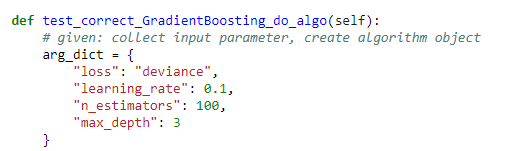 def test_correct_GradientBoosting_do_algo(self):
    # given: collect input parameter, create algorithm object
    arg_dict = {
        "loss": "deviance",
        "learning_rate": 0.1,
        "n_estimators": 100,
        "max_depth": 3
    }